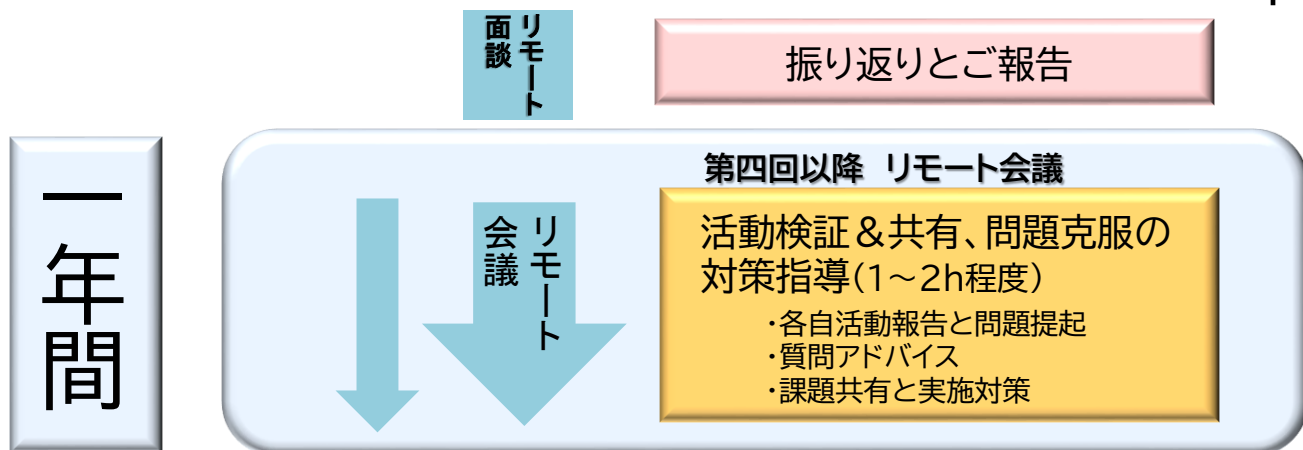 リモート
面談
振り返りとご報告
一年間
第四回以降 リモート会議
リモート
会議
活動検証&共有、問題克服の
対策指導(1~2h程度)
・各自活動報告と問題提起
・質問アドバイス
・課題共有と実施対策